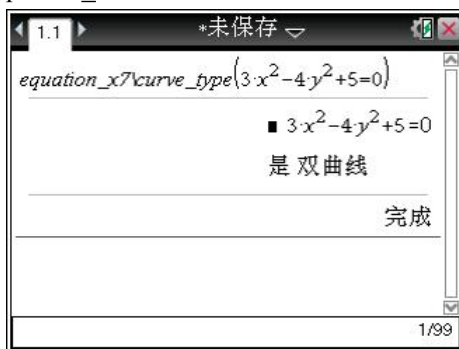 1.1 *未保存
equation_x7\curve_type(3·x²−4·y²+5=0)
■ 3·x²−4·y²+5=0
是 双曲线
完成
1/99